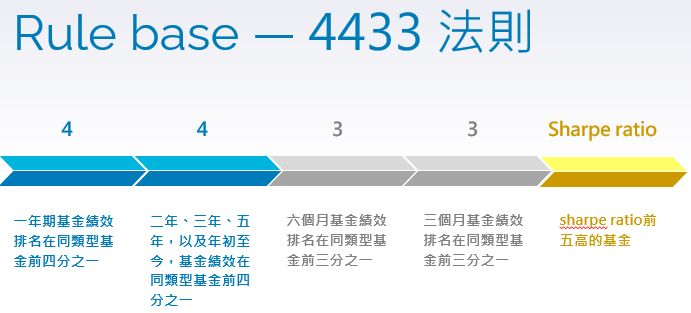 Rule base — 4433 法則
4
4
3
3
Sharpe ratio
一年期基金績效
排名在同類型基
金前四分之一
二年、三年、五
年，以及年初至
今，基金績效在
同類型基金前四
分之一
六個月基金績效
排名在同類型基
金前三分之一
三個月基金績效
排名在同類型基
金前三分之一
sharpe ratio前
五高的基金